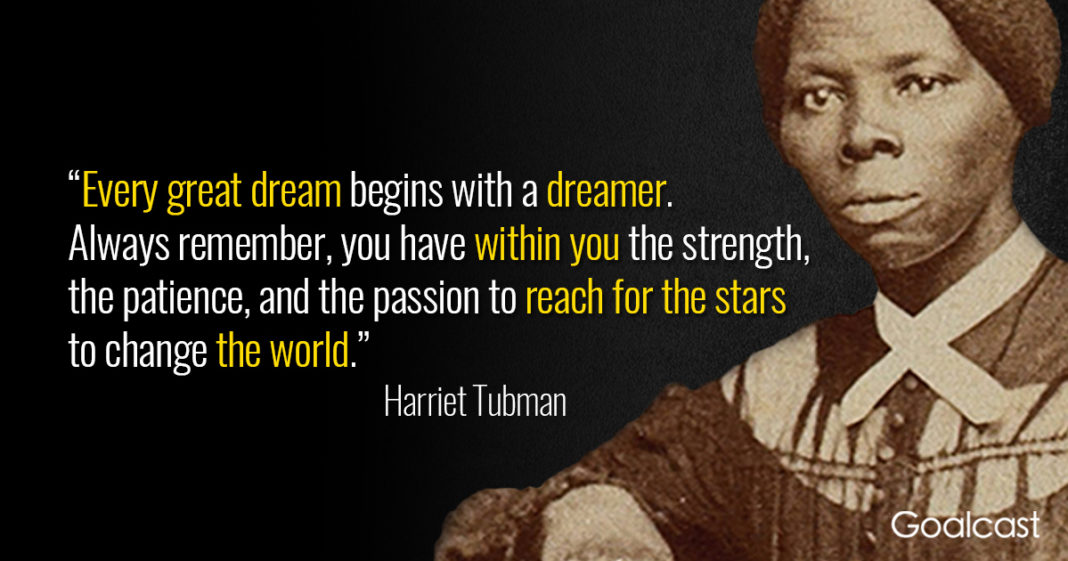 “Every great dream begins with a dreamer.
Always remember, you have within you the strength,
the patience, and the passion to reach for the stars
to change the world.”
Harriet Tubman
Goalcast